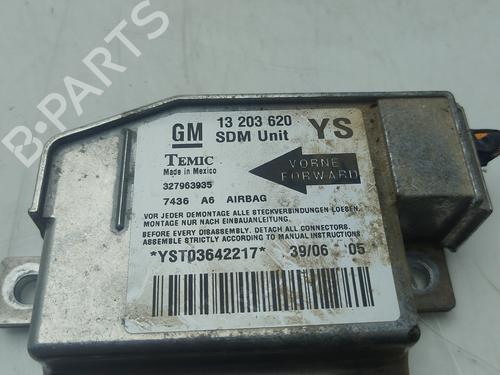 B-PARTS
GM 13 203 620 YS
SDM Unit
TEMIC
Made in Mexico
VORNE
FORWARD
327963935
7436 A6 AIRBAG
VOR JEDER DEMONTAGE ALLE STECKVERBINDUNGEN LOESEN.
MONTAGE NUR NACH EINBAUANLEITUNG.
BEFORE EVERY DISASSEMBLY. DETACH ALL CONNECTORS.
ASSEMBLE STRICTLY ACCORDING TO MANUAL INSTRUCTIONS
*YST03642217* 39/06 05